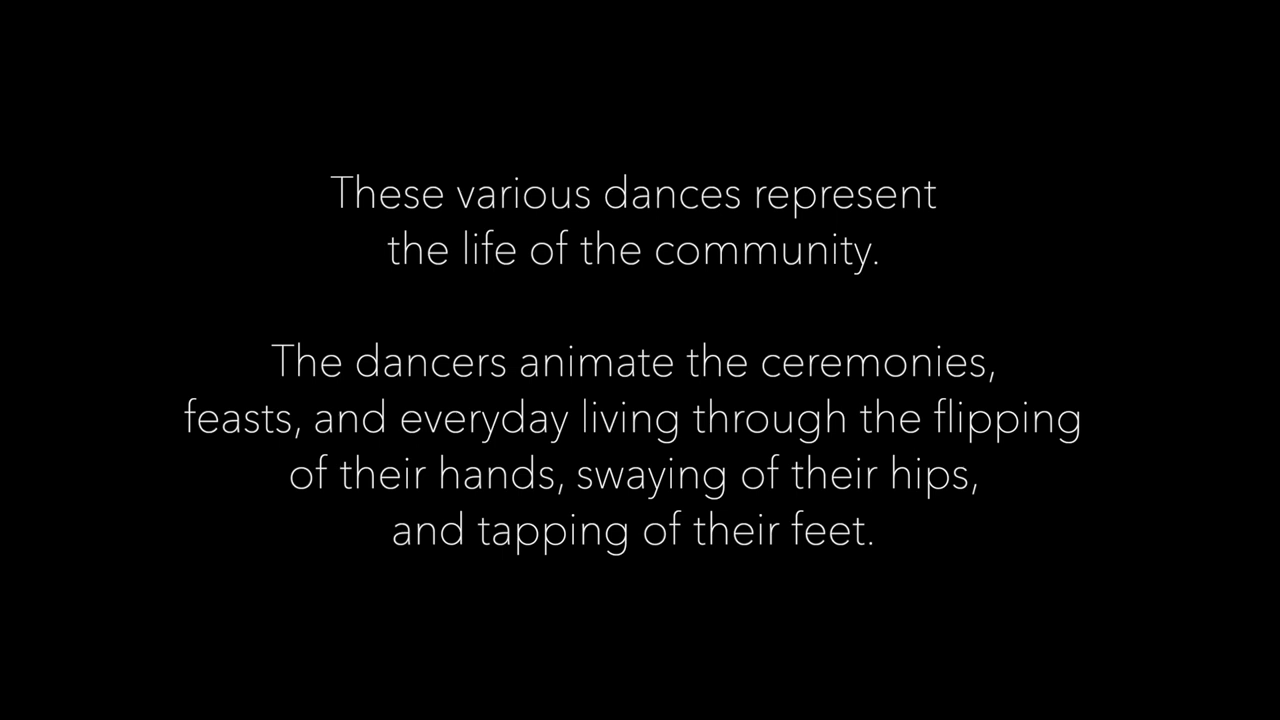 These various dances represent
the life of the community.
The dancers animate the ceremonies,
feasts, and everyday living through the flipping
of their hands, swaying of their hips,
and tapping of their feet.